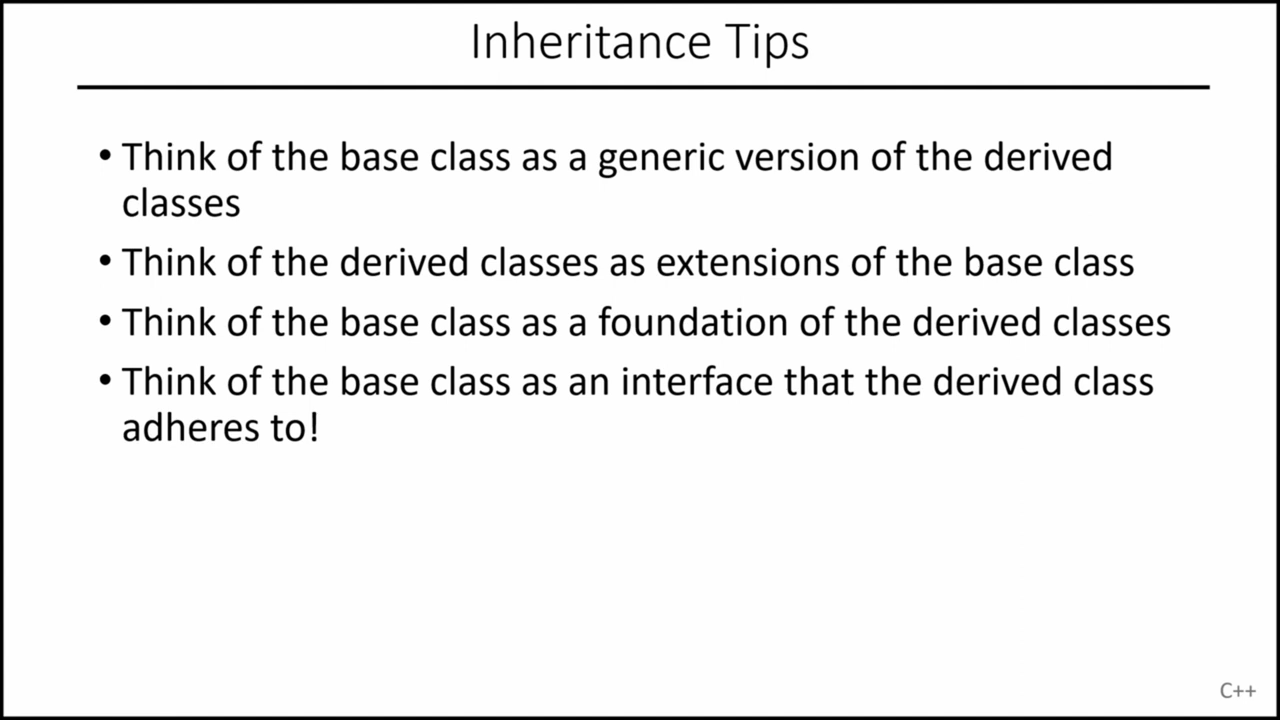 Inheritance Tips
• Think of the base class as a generic version of the derived
classes
• Think of the derived classes as extensions of the base class
• Think of the base class as a foundation of the derived classes
• Think of the base class as an interface that the derived class
adheres to!
C++